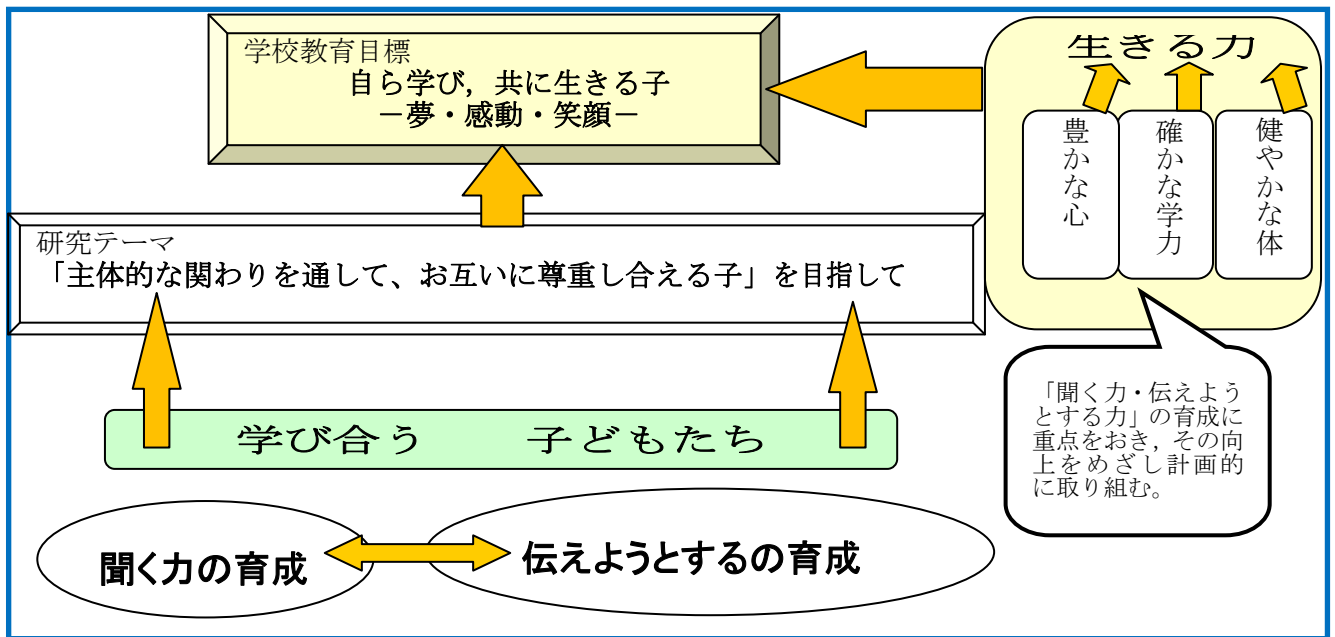 学校教育目標
自ら学び，共に生きる子
－夢・感動・笑顔－
生きる力
豊かな心
確かな学力
健やかな体
研究テーマ
「主体的な関わりを通して、お互いに尊重し合える子」を目指して
「聞く力・伝えよう
とする力」の育成に
重点をおき，その向
上をめざし計画的
に取り組む。
学び合う　子どもたち
聞く力の育成
伝えようとするの育成